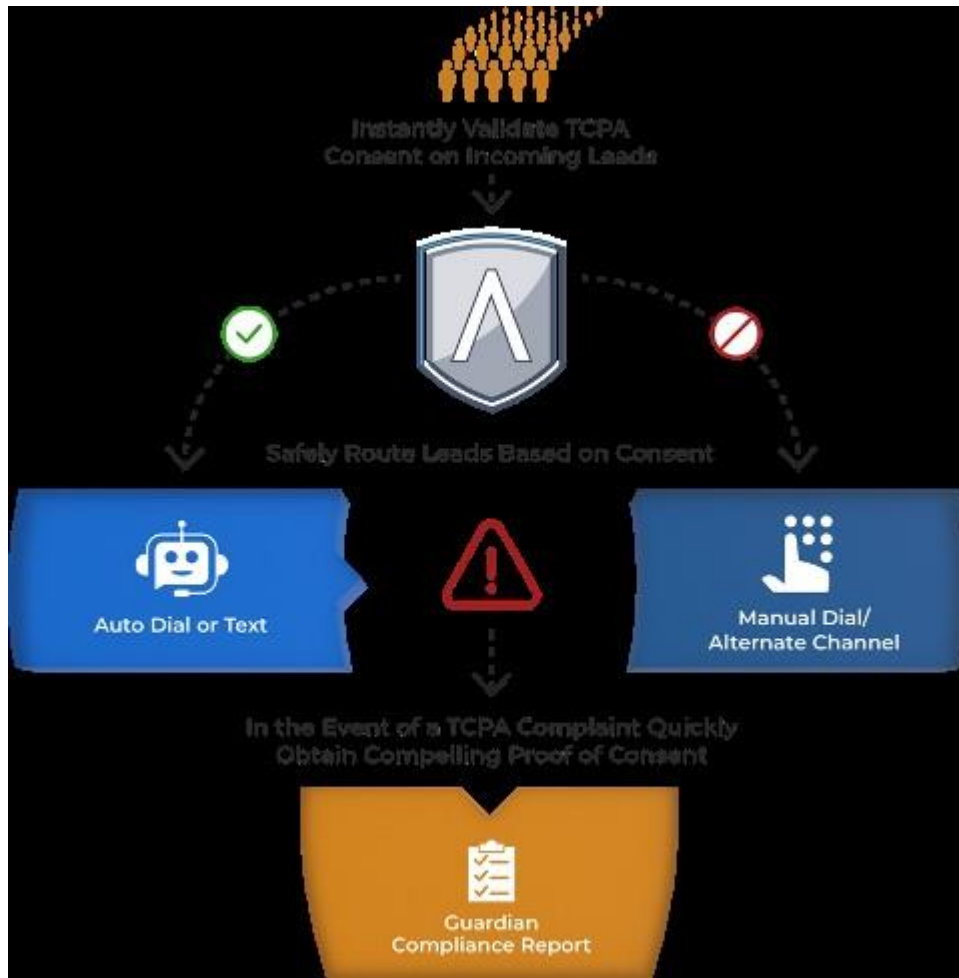 Instantly Validate TCPA
Consent on Incoming Leads
Safely Route Leads Based on Consent
Auto Dial or Text
Manual Dial/
Alternate Channel
In the Event of a TCPA Complaint Quickly
Obtain Compelling Proof of Consent
Guardian
Compliance Report